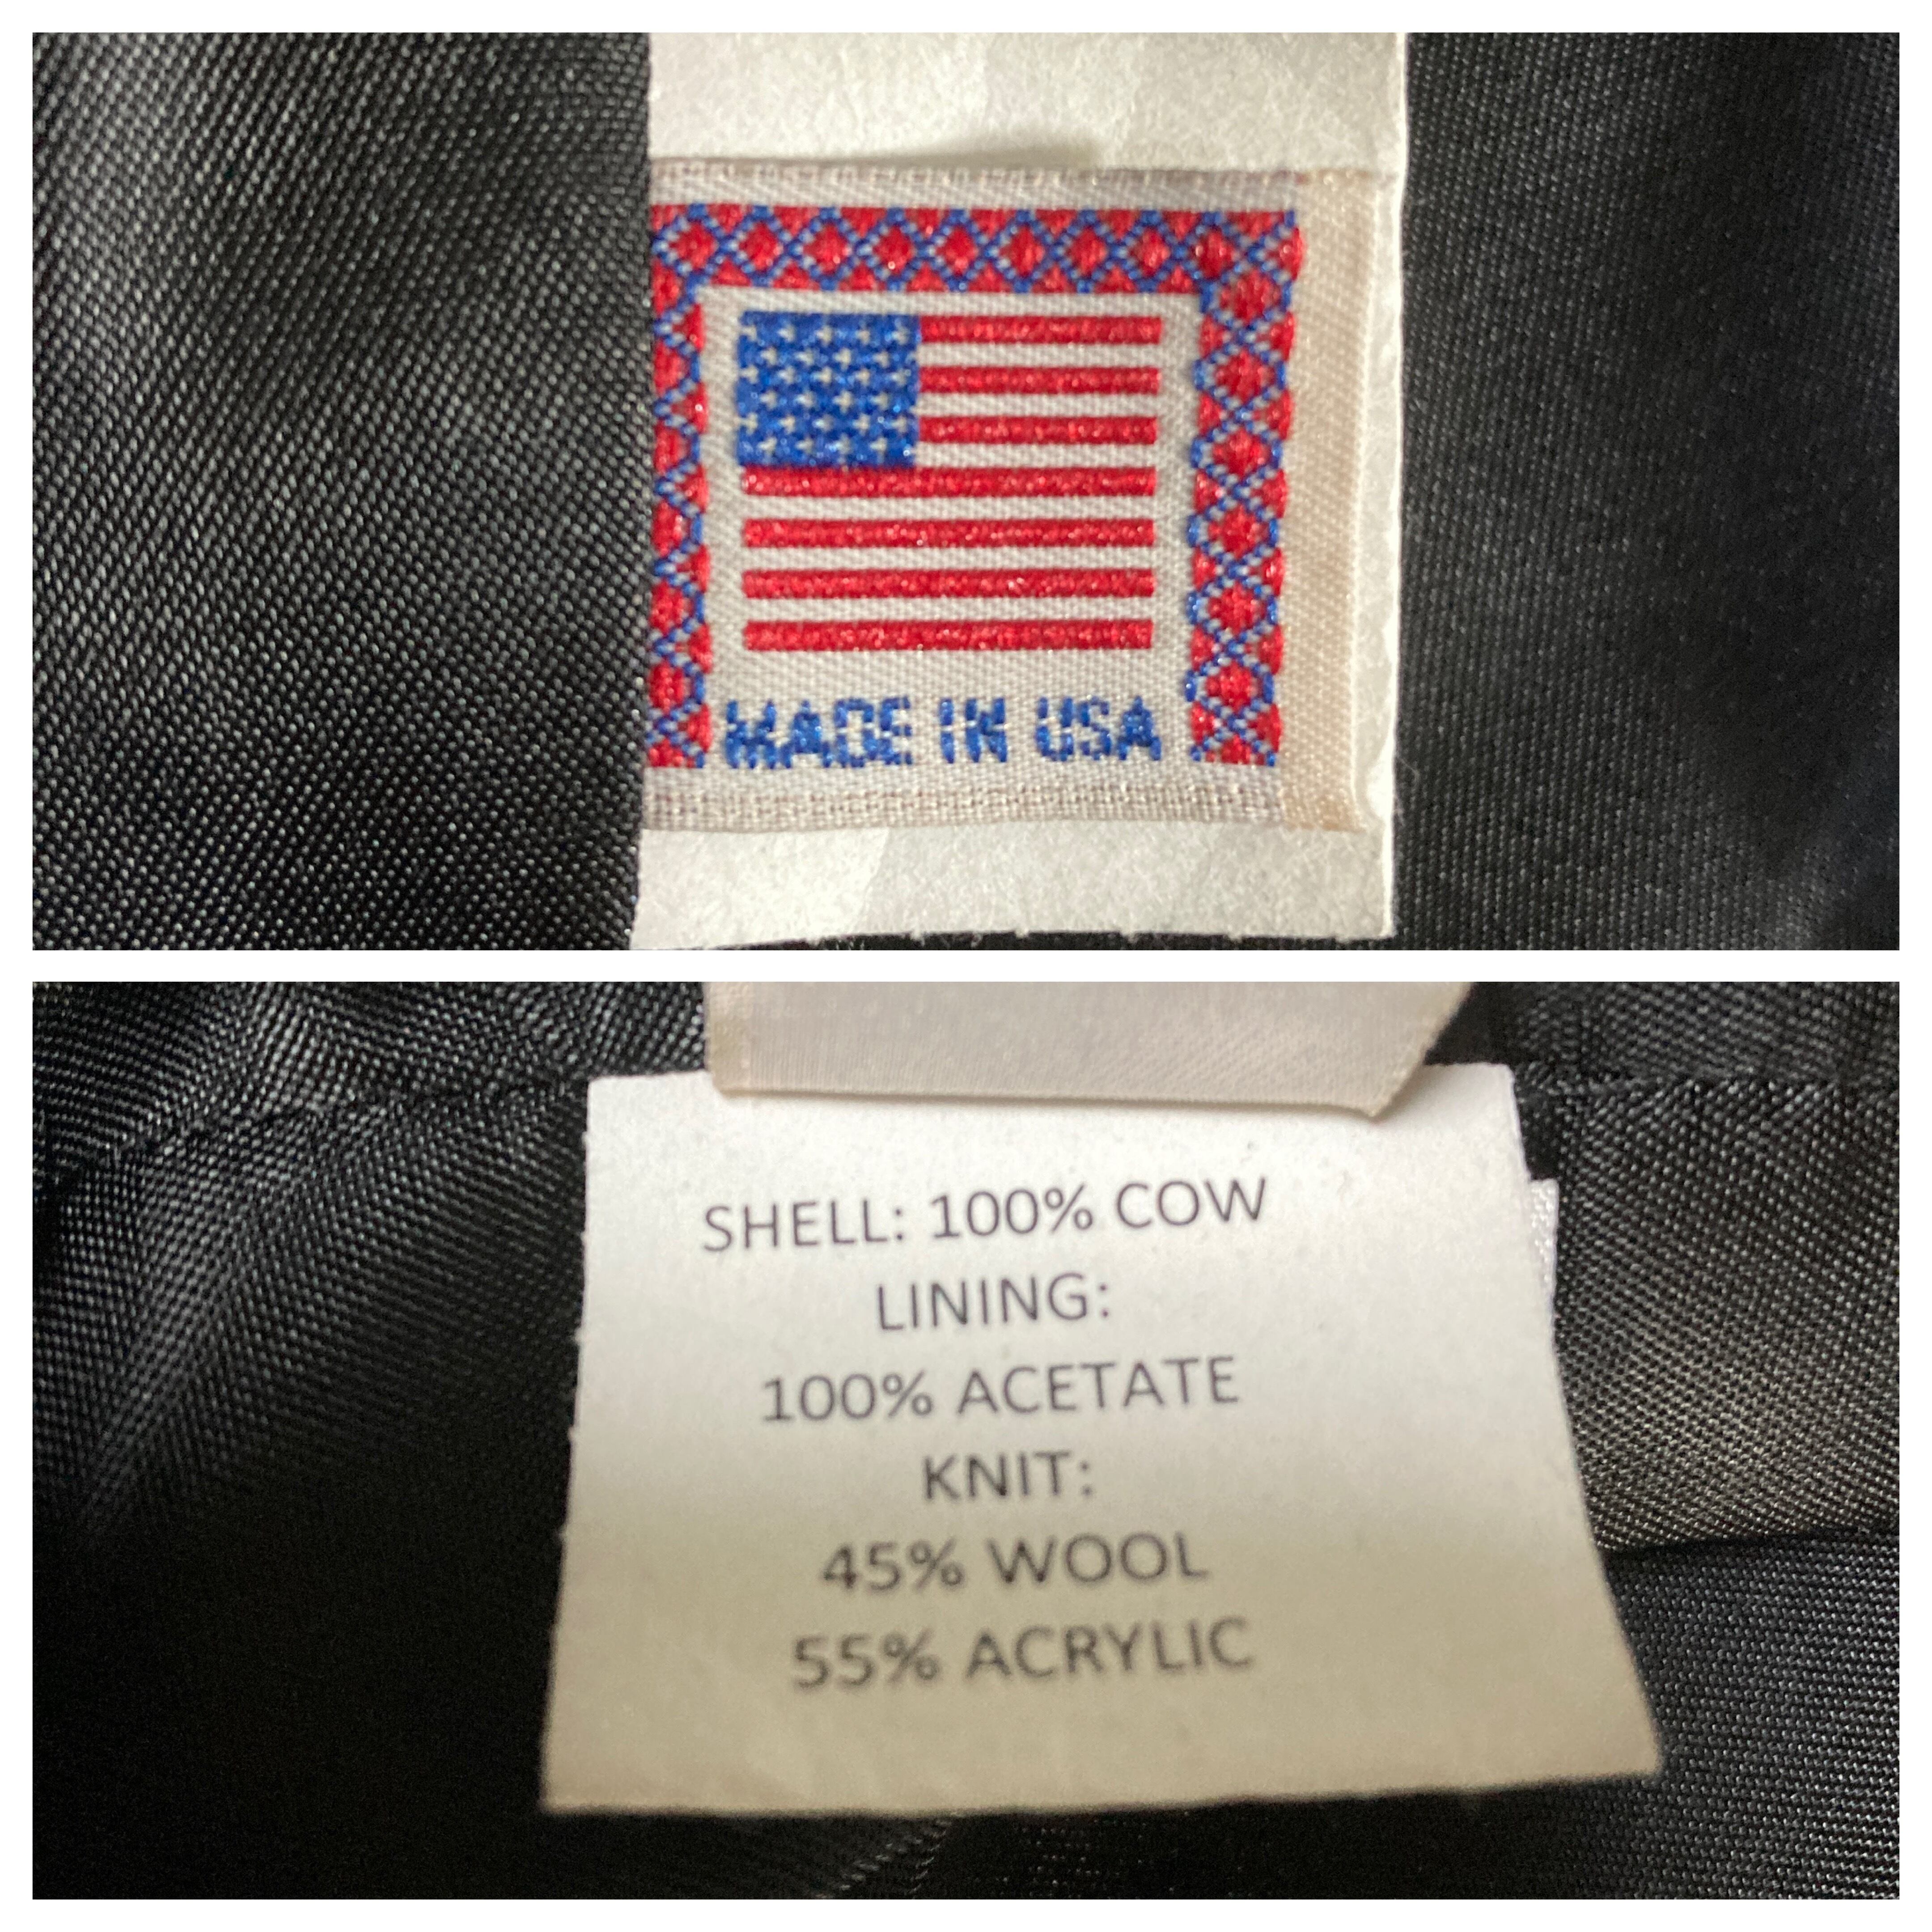 MADE IN USA
SHELL: 100% COW
LINING:
100% ACETATE
KNIT:
45% WOOL
55% ACRYLIC